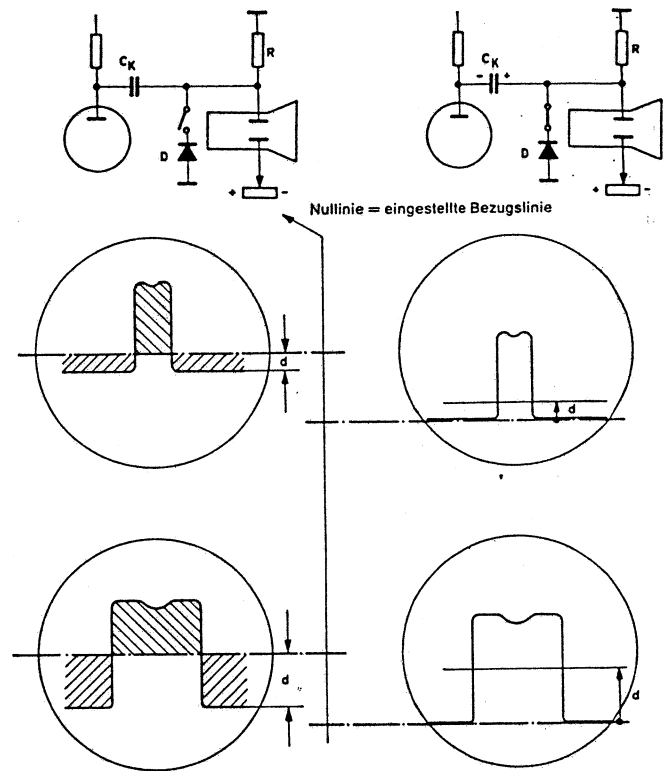 R
C_K
D
+ -
R
C_K
- +
D
+ -
Nullinie = eingestellte Bezugslinie
d
d
d
d